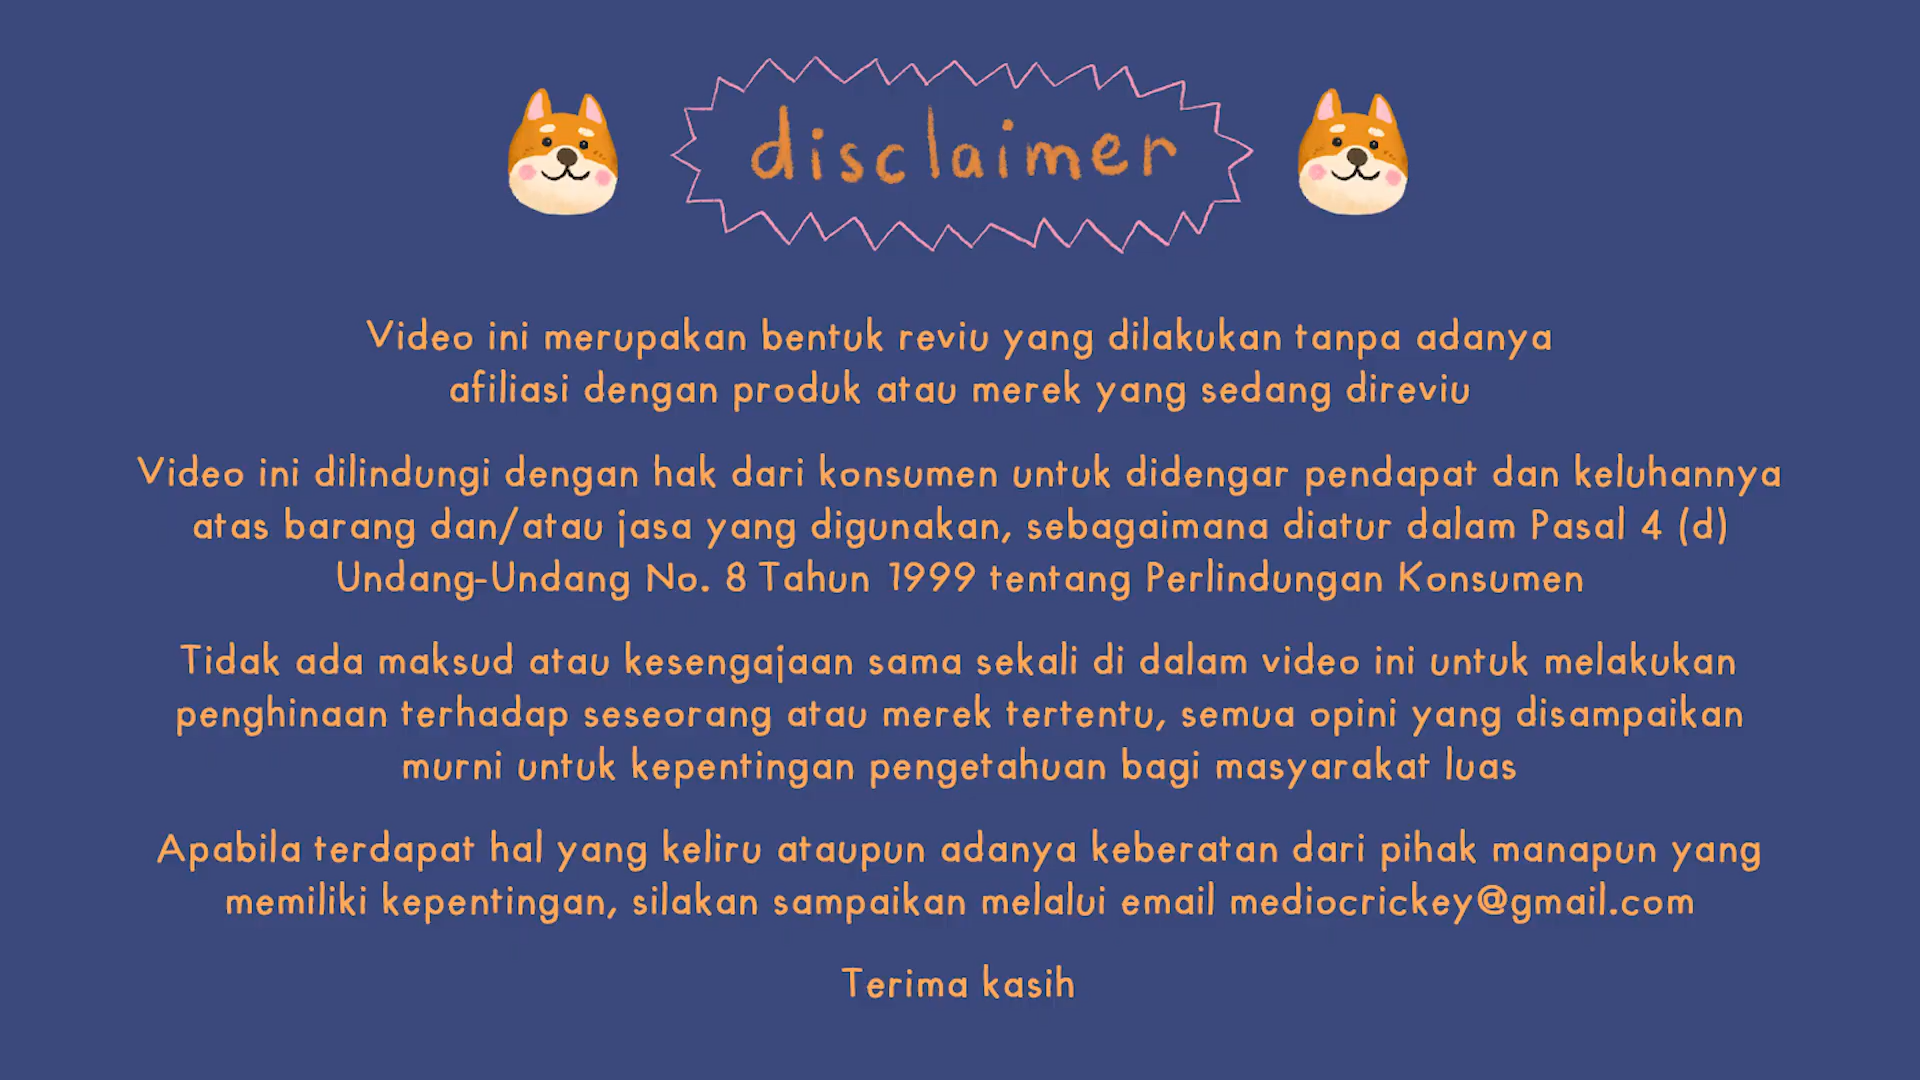 disclaimer
Video ini merupakan bentuk reviu yang dilakukan tanpa adanya
afiliasi dengan produk atau merek yang sedang direviu
Video ini dilindungi dengan hak dari konsumen untuk didengar pendapat dan keluhannya
atas barang dan/atau jasa yang digunakan, sebagaimana diatur dalam Pasal 4 (d)
Undang-Undang No. 8 Tahun 1999 tentang Perlindungan Konsumen
Tidak ada maksud atau kesengajaan sama sekali di dalam video ini untuk melakukan
penghinaan terhadap seseorang atau merek tertentu, semua opini yang disampaikan
murni untuk kepentingan pengetahuan bagi masyarakat luas
Apabila terdapat hal yang keliru ataupun adanya keberatan dari pihak manapun yang
memiliki kepentingan, silakan sampaikan melalui email mediocrickey@gmail.com
Terima kasih